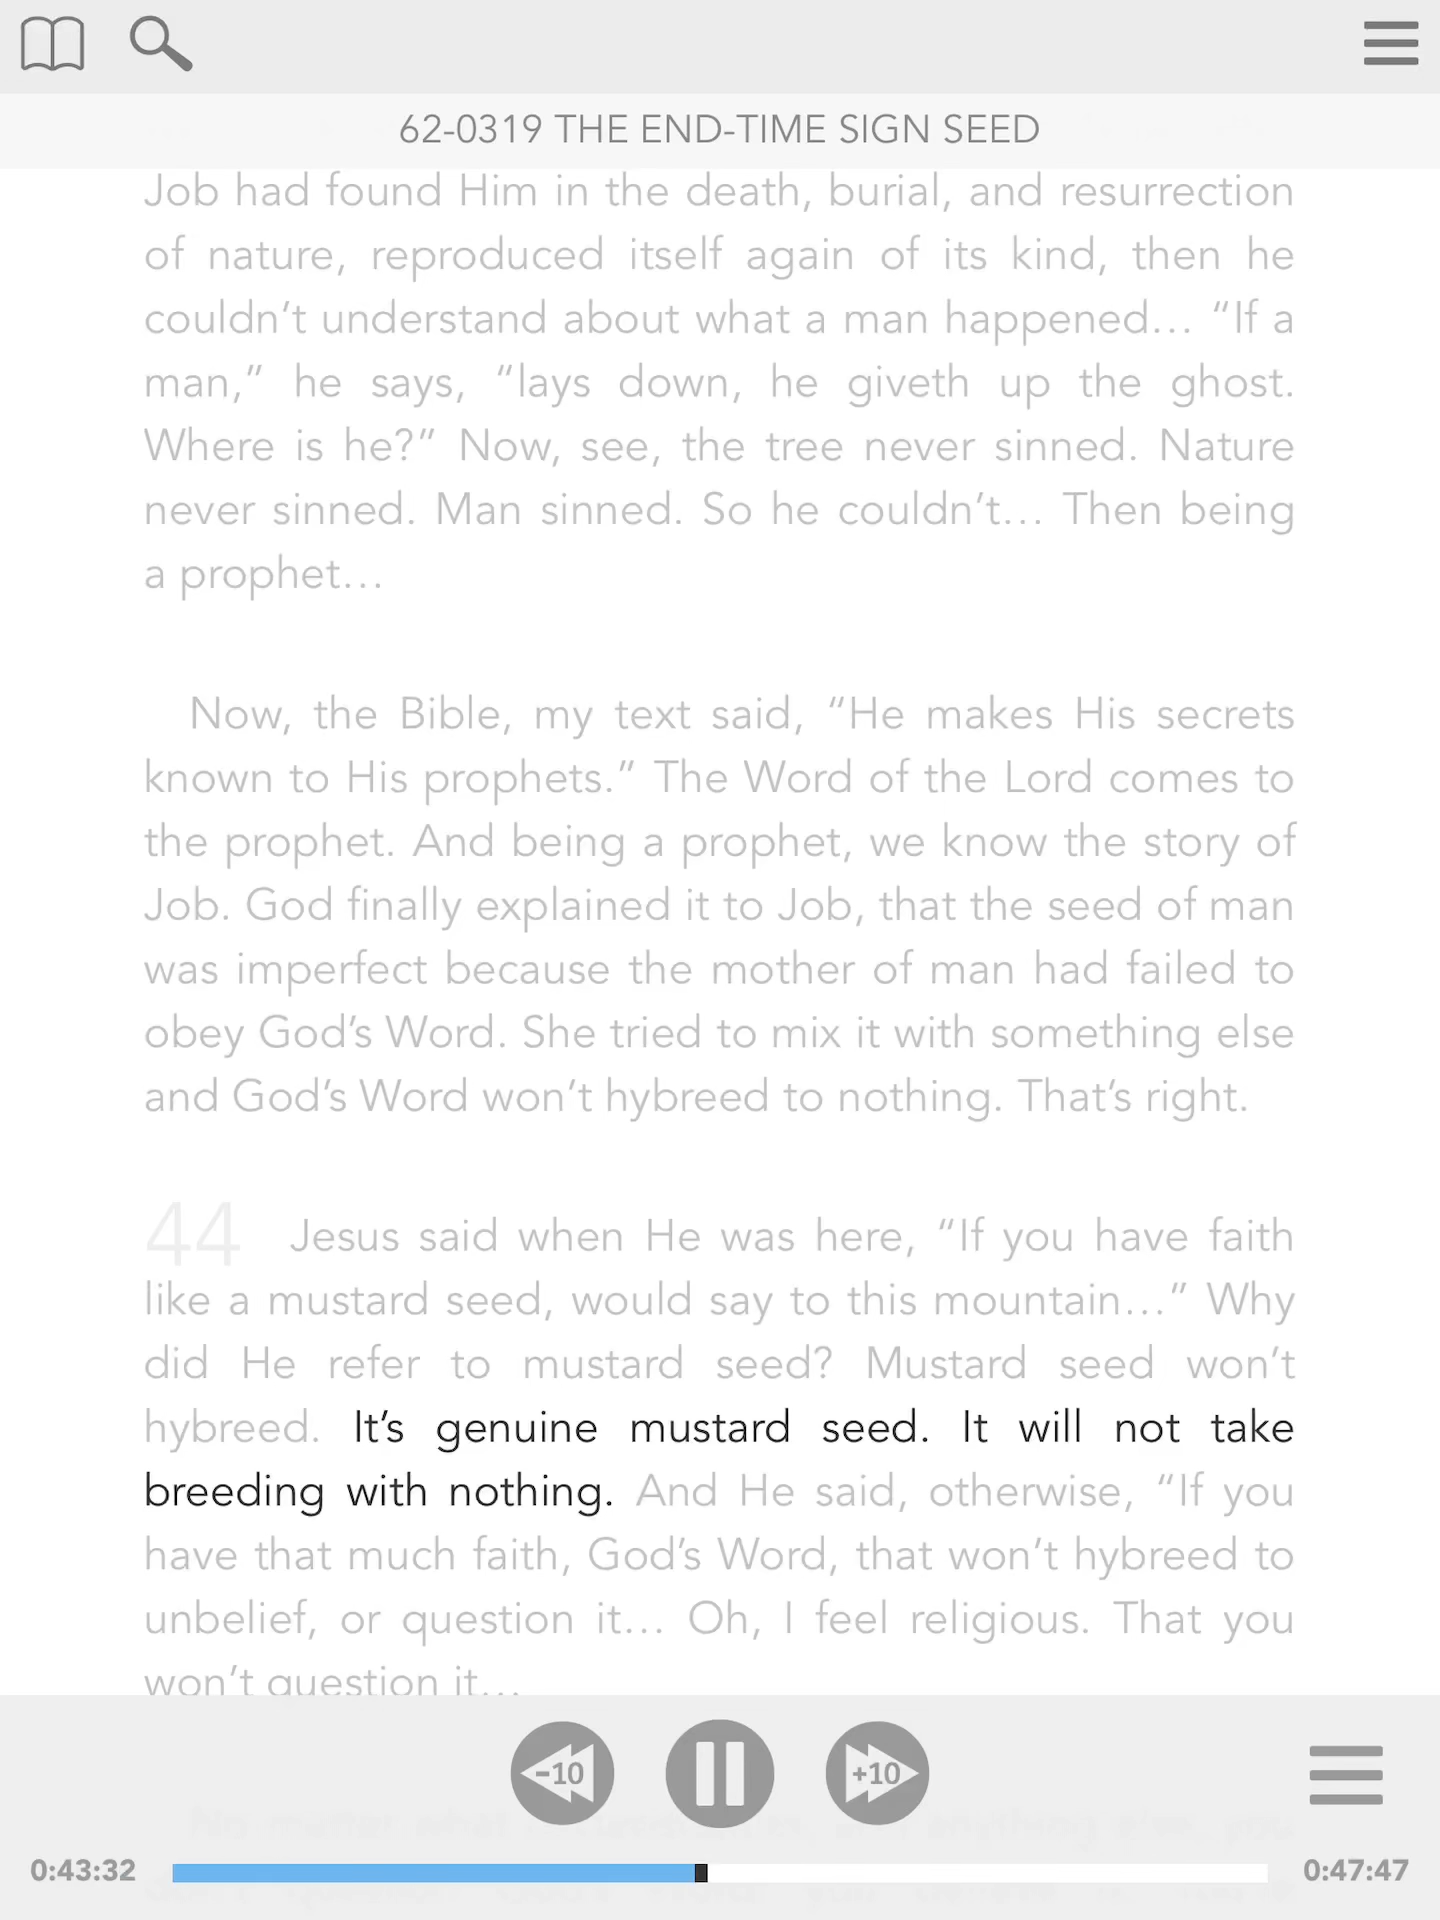 62-0319 THE END-TIME SIGN SEED
Job had found Him in the death, burial, and resurrection
of nature, reproduced itself again of its kind, then he
couldn’t understand about what a man happened… “If a
man,” he says, “lays down, he giveth up the ghost.
Where is he?” Now, see, the tree never sinned. Nature
never sinned. Man sinned. So he couldn’t… Then being
a prophet…
Now, the Bible, my text said, “He makes His secrets
known to His prophets.” The Word of the Lord comes to
the prophet. And being a prophet, we know the story of
Job. God finally explained it to Job, that the seed of man
was imperfect because the mother of man had failed to
obey God’s Word. She tried to mix it with something else
and God’s Word won’t hybreed to nothing. That’s right.
44 Jesus said when He was here, “If you have faith
like a mustard seed, would say to this mountain…” Why
did He refer to mustard seed? Mustard seed won’t
hybreed. It’s genuine mustard seed. It will not take
breeding with nothing. And He said, otherwise, “If you
have that much faith, God’s Word, that won’t hybreed to
unbelief, or question it… Oh, I feel religious. That you
won’t question it…
-10 +10
No matter what anything else, you
0:43:32 0:47:47